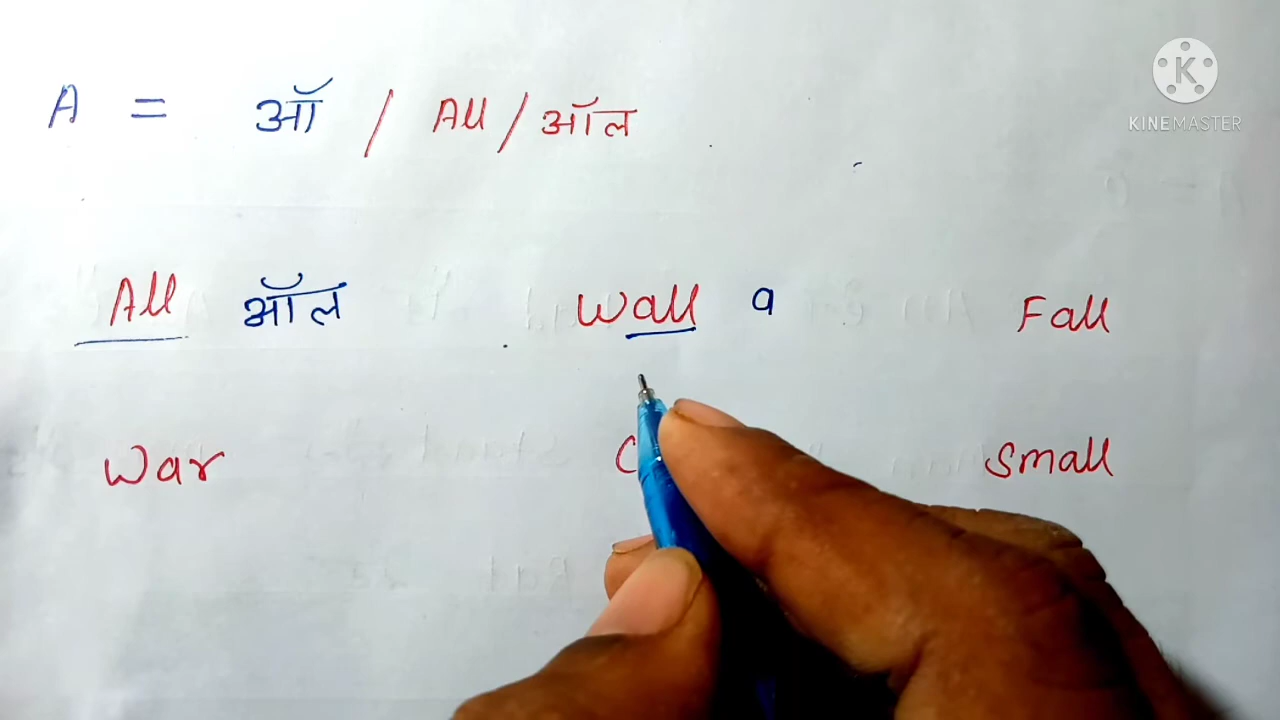 A = ऑ / All / ऑल
KINEMASTER
All ऑल Wall व Fall
War C Small